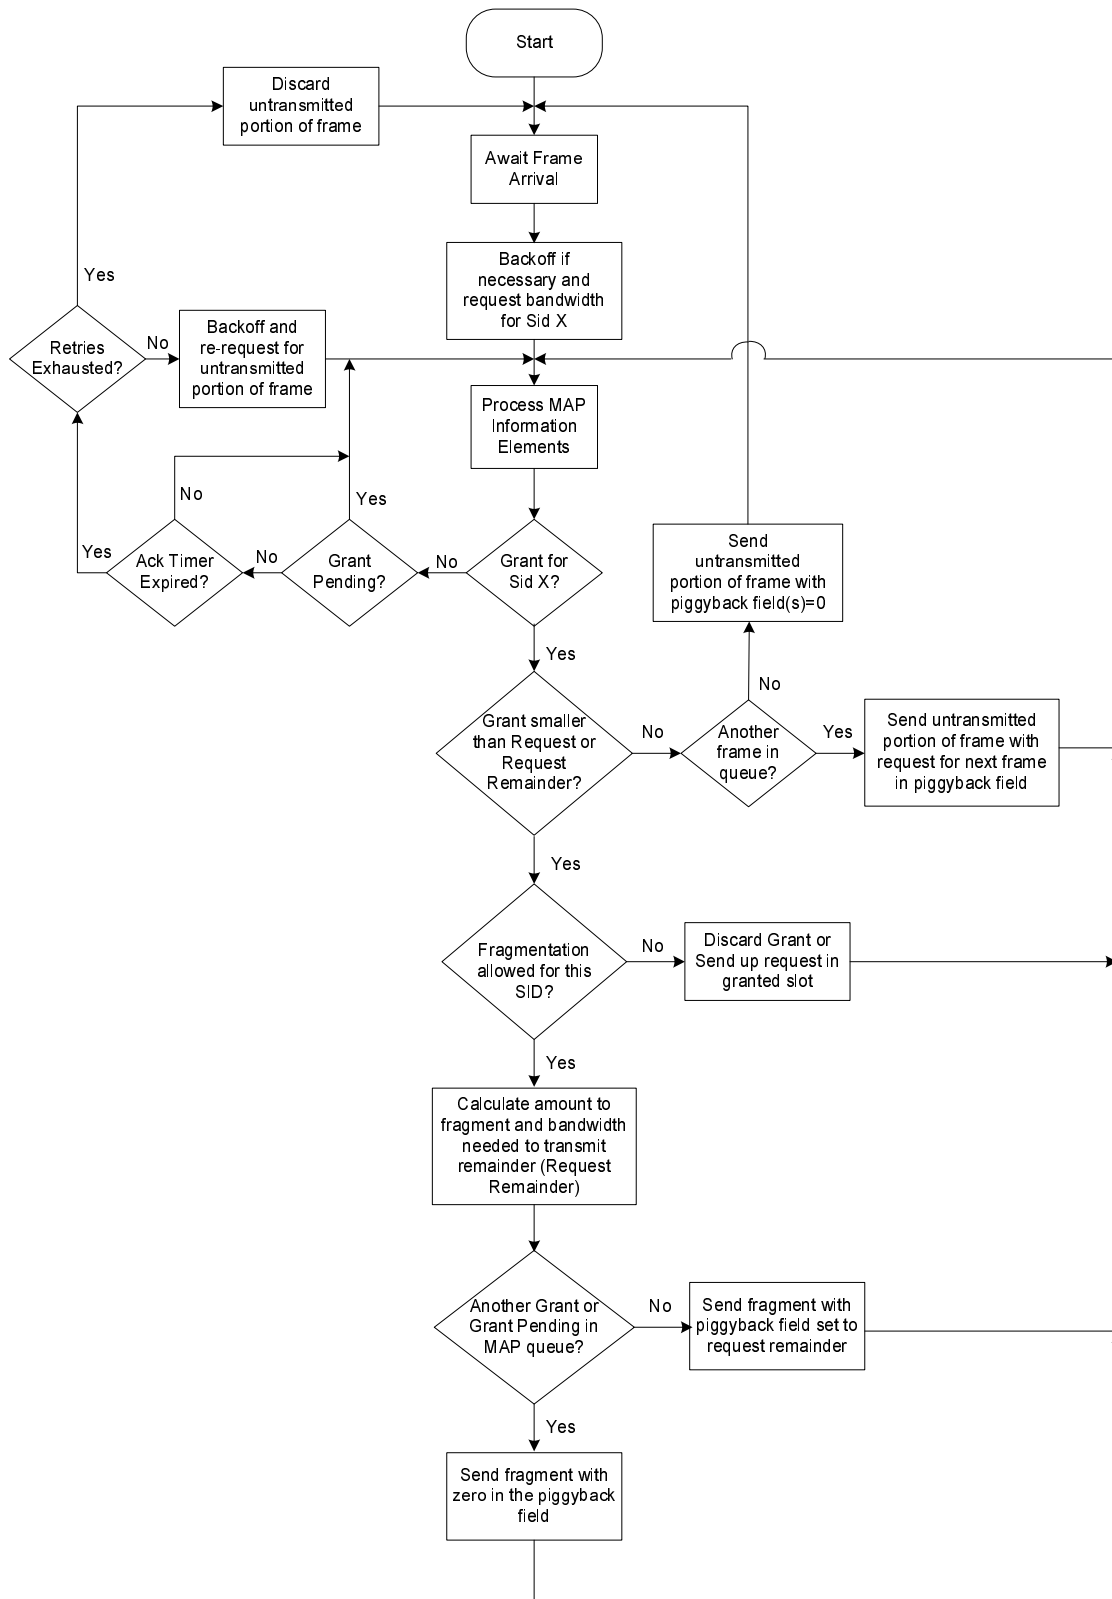 Start
Discard
untransmitted
portion of frame
Await Frame
Arrival
Yes
Backoff if
necessary and
request bandwidth
for Sid X
Retries
Exhausted?
No
Backoff and
re-request for
untransmitted
portion of frame
Process MAP
Information
Elements
No
Yes
Yes
Ack Timer
Expired?
No
Grant
Pending?
No
Grant for
Sid X?
Send
untransmitted
portion of frame with
piggyback field(s)=0
Yes
No
Grant smaller
than Request or
Request
Remainder?
No
Another
frame in
queue?
Yes
Send untransmitted
portion of frame with
request for next frame
in piggyback field
Yes
Fragmentation
allowed for this
SID?
No
Discard Grant or
Send up request in
granted slot
Yes
Calculate amount to
fragment and bandwidth
needed to transmit
remainder (Request
Remainder)
Another Grant or
Grant Pending in
MAP queue?
No
Send fragment with
piggyback field set to
request remainder
Yes
Send fragment with
zero in the piggyback
field